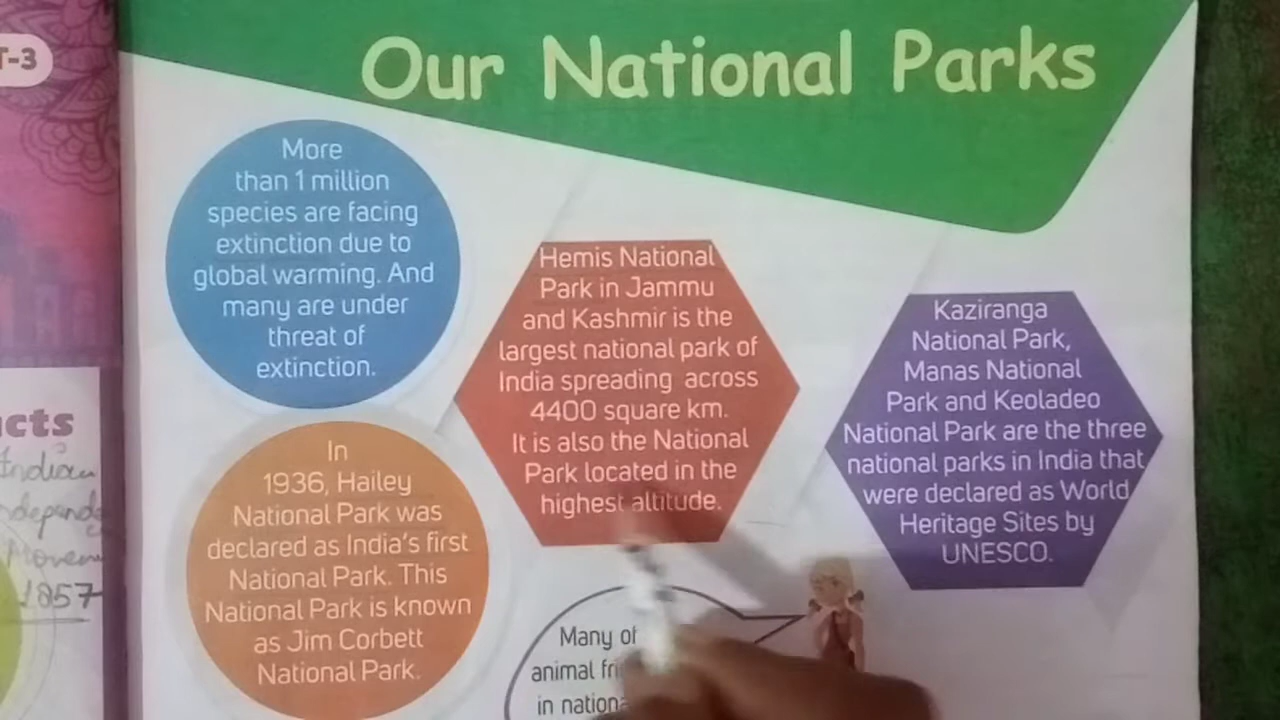 T-3
Our National Parks
More
than 1 million
species are facing
extinction due to
global warming. And
many are under
threat of
extinction.
Hemis National
Park in Jammu
and Kashmir is the
largest national park of
India spreading across
4400 square km.
It is also the National
Park located in the
highest altitude.
Kaziranga
National Park,
Manas National
Park and Keoladeo
National Park are the three
national parks in India that
were declared as World
Heritage Sites by
UNESCO.
In
1936, Hailey
National Park was
declared as India's first
National Park. This
National Park is known
as Jim Corbett
National Park.
Many of
animal
in
Indian
1857